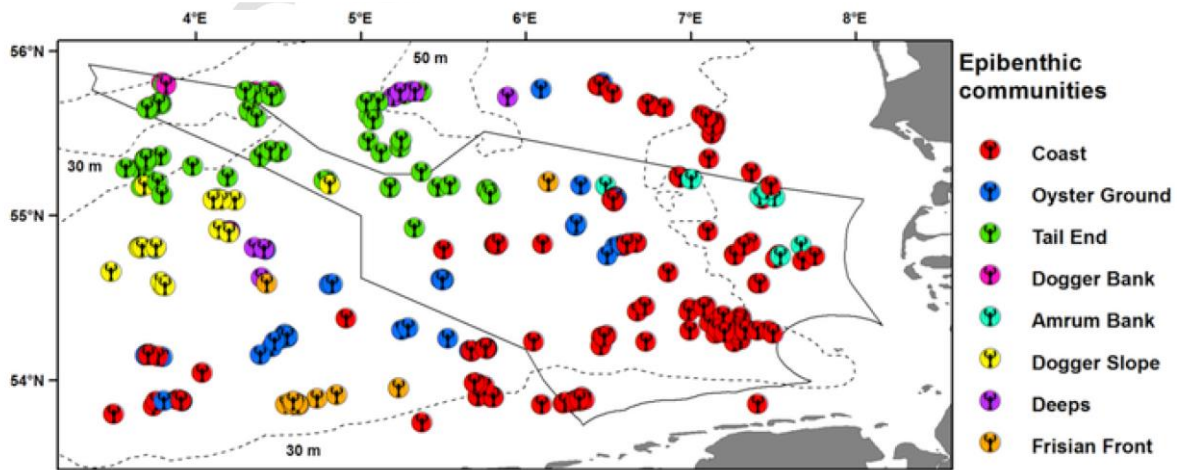 4°E 5°E 6°E 7°E 8°E
56°N
50 m
Epibenthic
communities
30 m
Coast
Oyster Ground
55°N
Tail End
Dogger Bank
Amrum Bank
Dogger Slope
54°N
Deeps
Frisian Front
30 m